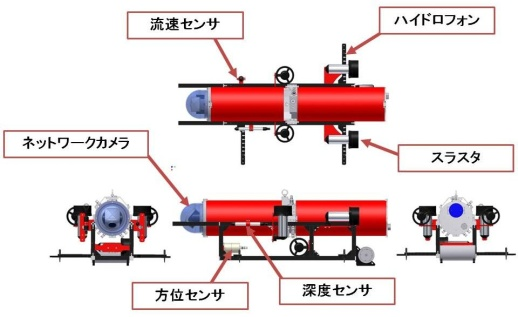 流速センサ
ハイドロフォン
ネットワークカメラ
スラスタ
方位センサ
深度センサ